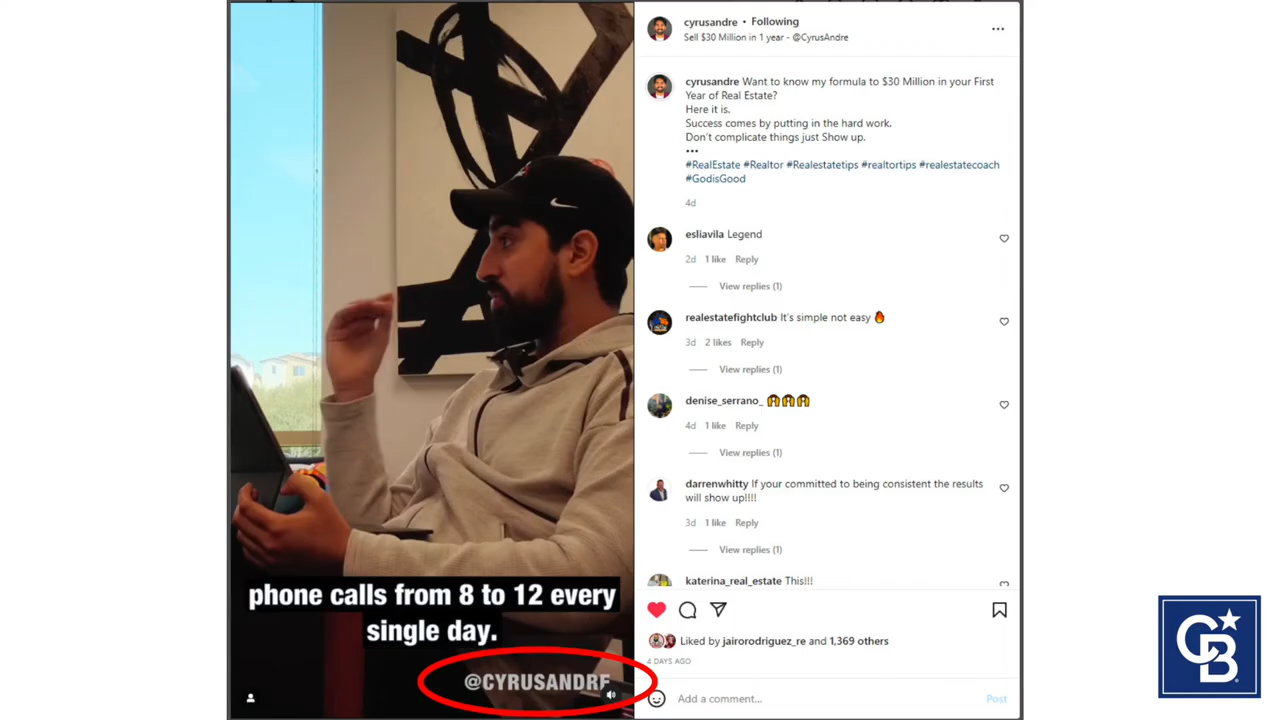 phone calls from 8 to 12 every
single day.
@CYRUSANDRE
cyrusandre • Following
Sell $30 Million in 1 year - @CyrusAndre
cyrusandre Want to know my formula to $30 Million in your First
Year of Real Estate?
Here it is.
Success comes by putting in the hard work.
Don't complicate things just Show up.
•••
#RealEstate #Realtor #Realestatetips #realtortips #realestatecoach
#GodisGood
4d
esliavila Legend
2d 1 like Reply
View replies (1)
realestatefightclub It's simple not easy 🔥
3d 2 likes Reply
View replies (1)
denise_serrano_
4d 1 like Reply
View replies (1)
darrenwhitty If your committed to being consistent the results
will show up!!!!
3d 1 like Reply
View replies (1)
katerina_real_estate This!!!
Liked by jairorodriguez_re and 1,369 others
4 DAYS AGO
Add a comment...
Post
CB